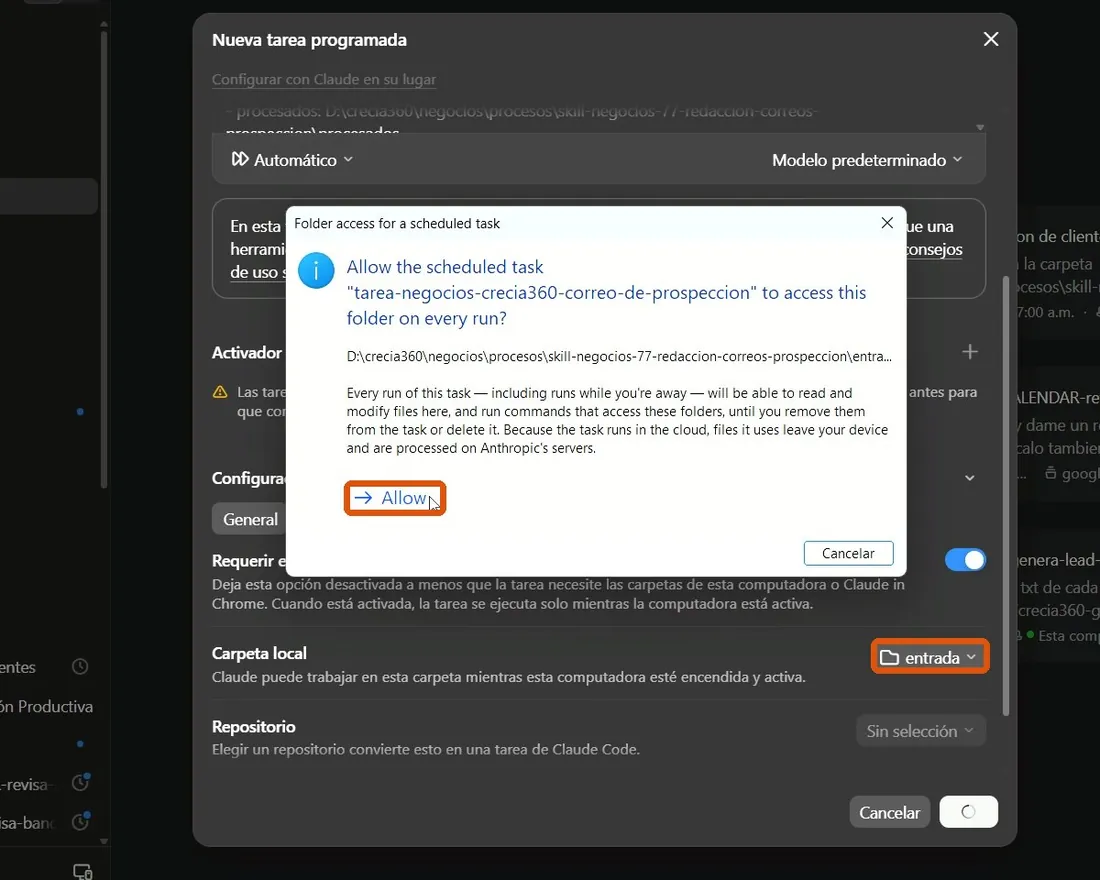 Nueva tarea programada
Configurar con Claude en su lugar
- procesados: D:\crecia360\negocios\procesos\skill-negocios-77-redaccion-correos-
prospeccion\procesados
Automático
Modelo predeterminado
Folder access for a scheduled task
Allow the scheduled task
"tarea-negocios-crecia360-correo-de-prospeccion" to access this
folder on every run?
D:\crecia360\negocios\procesos\skill-negocios-77-redaccion-correos-prospeccion\entra...
Every run of this task — including runs while you're away — will be able to read and
modify files here, and run commands that access these folders, until you remove them
from the task or delete it. Because the task runs in the cloud, files it uses leave your device
and are processed on Anthropic's servers.
Allow
Cancelar
En esta
ue una
herrami
consejos
de uso s
Activador
Las tare
antes para
que cor
Configura
General
Requerir e
Deja esta opción desactivada a menos que la tarea necesite las carpetas de esta computadora o Claude in
Chrome. Cuando está activada, la tarea se ejecuta solo mientras la computadora está activa.
Carpeta local
entrada
Claude puede trabajar en esta carpeta mientras esta computadora esté encendida y activa.
Repositorio
Sin selección
Elegir un repositorio convierte esto en una tarea de Claude Code.
Cancelar
entes
ón Productiva
-revisa-
isa-banc
on de client
la carpeta
ocesos\skill-
7:00 a.m. ·
ALENDAR-re
y dame un re
calo tambier
... googl
genera-lead-
txt de cada
crecia360-g
Esta comp